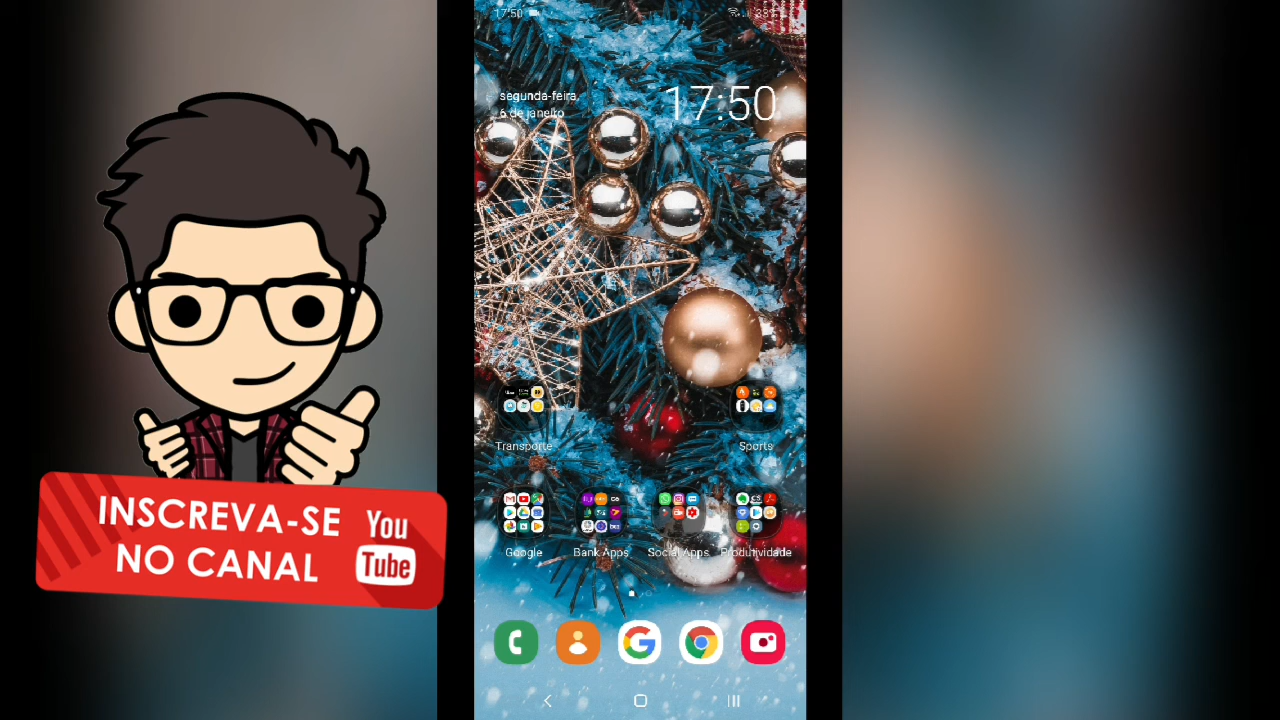 17:50
33%
segunda-feira,
6 de janeiro
17:50
Transporte
Sports
Google
Bank Apps
Social Apps
Produtividade
INSCREVA-SE
NO CANAL
You
Tube